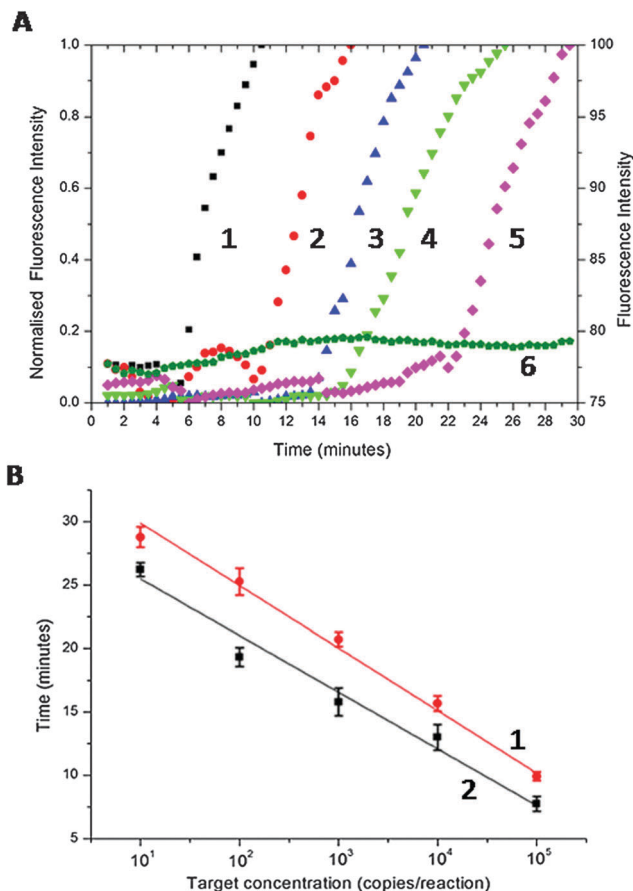 A
1.0
0.8
0.6
0.4
0.2
0.0
Normalised Fluorescence Intensity
100
95
90
85
80
75
Fluorescence Intensity
1
2
3
4
5
6
0 2 4 6 8 10 12 14 16 18 20 22 24 26 28 30
Time (minutes)
B
30
25
20
15
10
5
Time (minutes)
1
2
10¹ 10² 10³ 10⁴ 10⁵
Target concentration (copies/reaction)